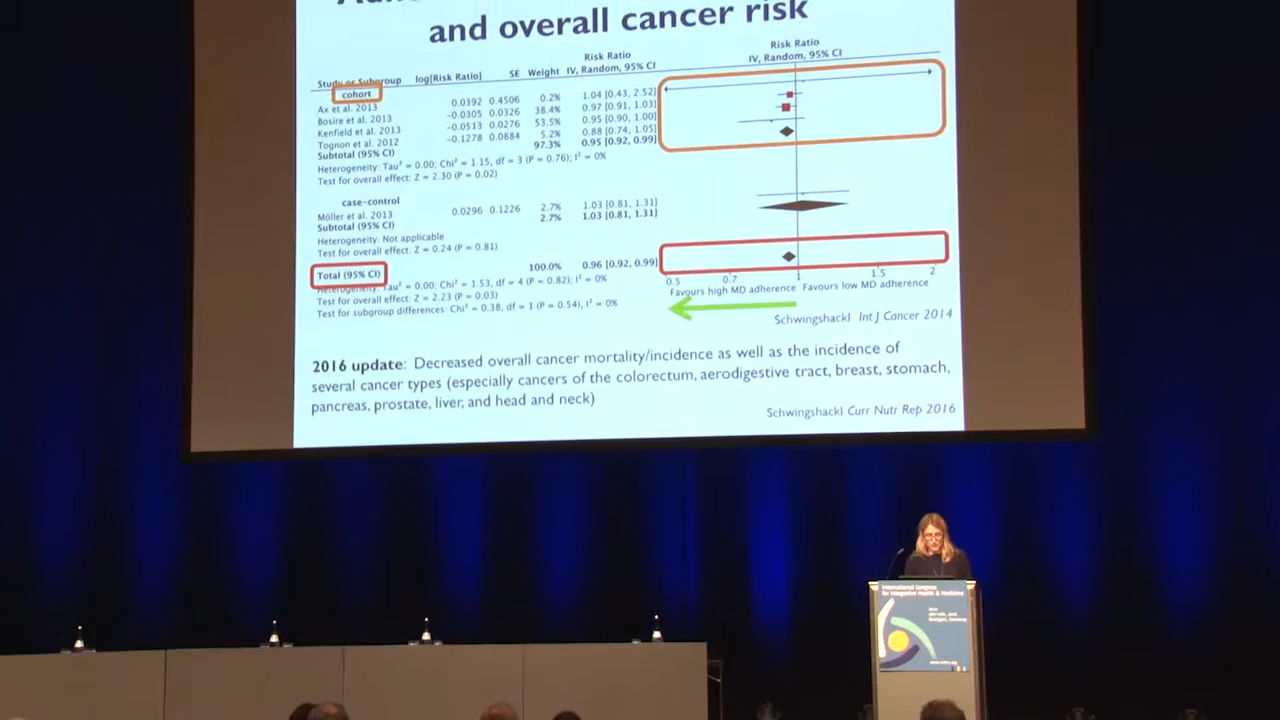 and overall cancer risk
Risk Ratio
Risk Ratio
Study or Subgroup log[Risk Ratio] SE Weight IV, Random, 95% CI
IV, Random, 95% CI
cohort
Ax et al. 2013 0.0392 0.4506 0.2% 1.04 [0.43, 2.52]
Bosire et al. 2013 -0.0305 0.0326 38.4% 0.97 [0.91, 1.03]
Kenfield et al. 2013 -0.0513 0.0276 53.5% 0.95 [0.90, 1.00]
Tognon et al. 2012 -0.1278 0.0884 5.2% 0.88 [0.74, 1.05]
Subtotal (95% CI) 97.3% 0.95 [0.92, 0.99]
Heterogeneity: Tau² = 0.00; Chi² = 1.15, df = 3 (P = 0.76); I² = 0%
Test for overall effect: Z = 2.30 (P = 0.02)
case-control
Möller et al. 2013 0.0296 0.1226 2.7% 1.03 [0.81, 1.31]
Subtotal (95% CI) 2.7% 1.03 [0.81, 1.31]
Heterogeneity: Not applicable
Test for overall effect: Z = 0.24 (P = 0.81)
Total (95% CI) 100.0% 0.96 [0.92, 0.99]
Heterogeneity: Tau² = 0.00; Chi² = 1.53, df = 4 (P = 0.82); I² = 0%
Test for overall effect: Z = 2.23 (P = 0.03)
Test for subgroup differences: Chi² = 0.38, df = 1 (P = 0.54), I² = 0%
0.5 0.7 1 1.5 2
Favours high MD adherence Favours low MD adherence
Schwingshackl Int J Cancer 2014
2016 update: Decreased overall cancer mortality/incidence as well as the incidence of
several cancer types (especially cancers of the colorectum, aerodigestive tract, breast, stomach,
pancreas, prostate, liver, and head and neck)
Schwingshackl Curr Nutr Rep 2016
International Congress
for Integrative Health & Medicine